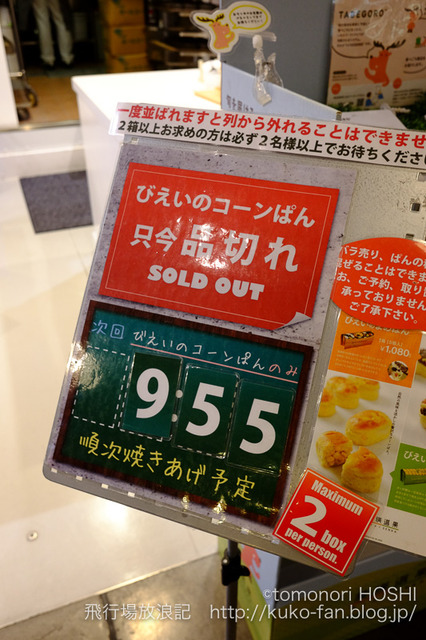 一度並ばれますと列から外れることはできませ
2箱以上お求めの方は必ず2名様以上でお待ちくださ
びえいのコーンぱん
只今品切れ
SOLD OUT
次回 びえいのコーンぱんのみ
9:55
順次焼きあげ予定
バラ売り、ぱんの
混ぜることはできま
お、ご予約、取り
承っておりません
ご了承下さい。
¥1,080
Maximum
2 box
per person.
©tomonori HOSHI
飛行場放浪記 http://kuko-fan.blog.jp/